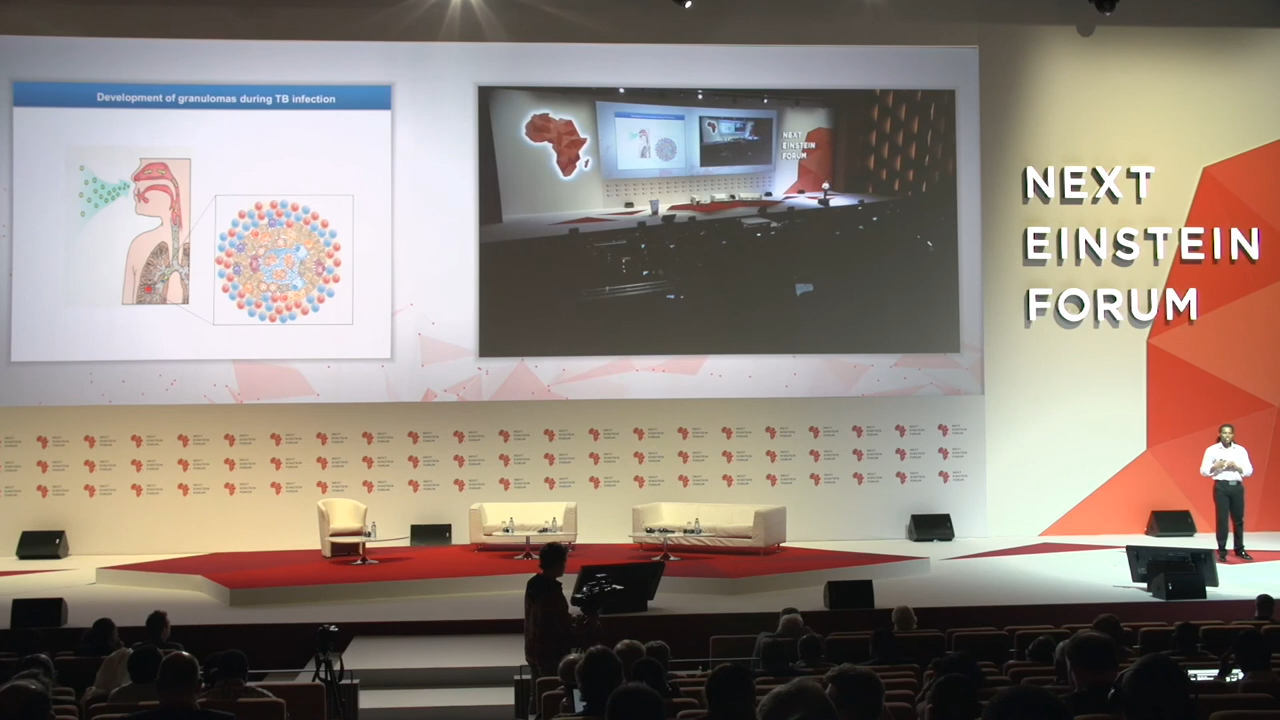 Development of granulomas during TB infection
NEXT
EINSTEIN
FORUM
NEXT
EINSTEIN
FORUM